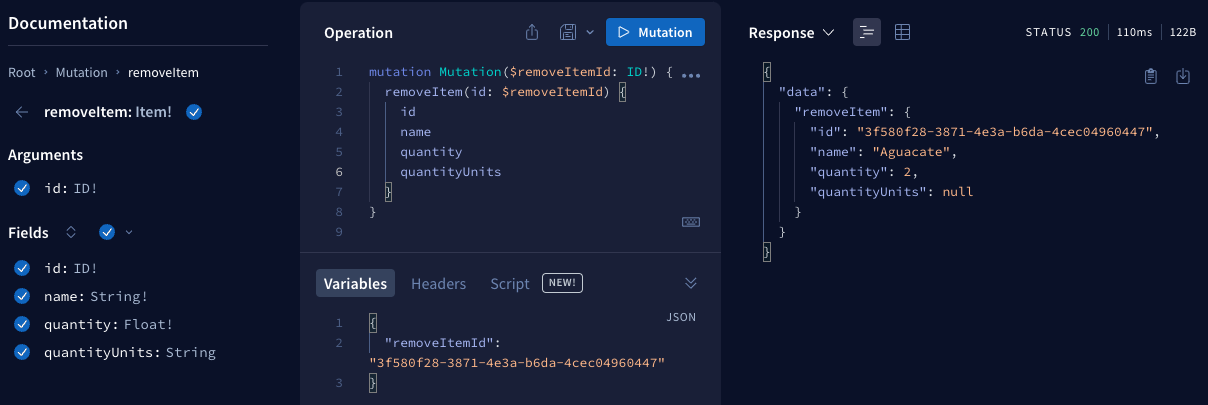 Documentation
Root › Mutation › removeItem
← removeItem: Item!
Arguments
id: ID!
Fields
id: ID!
name: String!
quantity: Float!
quantityUnits: String
Operation
Mutation
1 mutation Mutation($removeItemId: ID!) {
2 removeItem(id: $removeItemId) {
3 id
4 name
5 quantity
6 quantityUnits
7 }
8 }
9
Variables Headers Script NEW!
JSON
1 {
2 "removeItemId":
"3f580f28-3871-4e3a-b6da-4cec04960447"
3 }
Response
STATUS 200 110ms 122B
{
"data": {
"removeItem": {
"id": "3f580f28-3871-4e3a-b6da-4cec04960447",
"name": "Aguacate",
"quantity": 2,
"quantityUnits": null
}
}
}